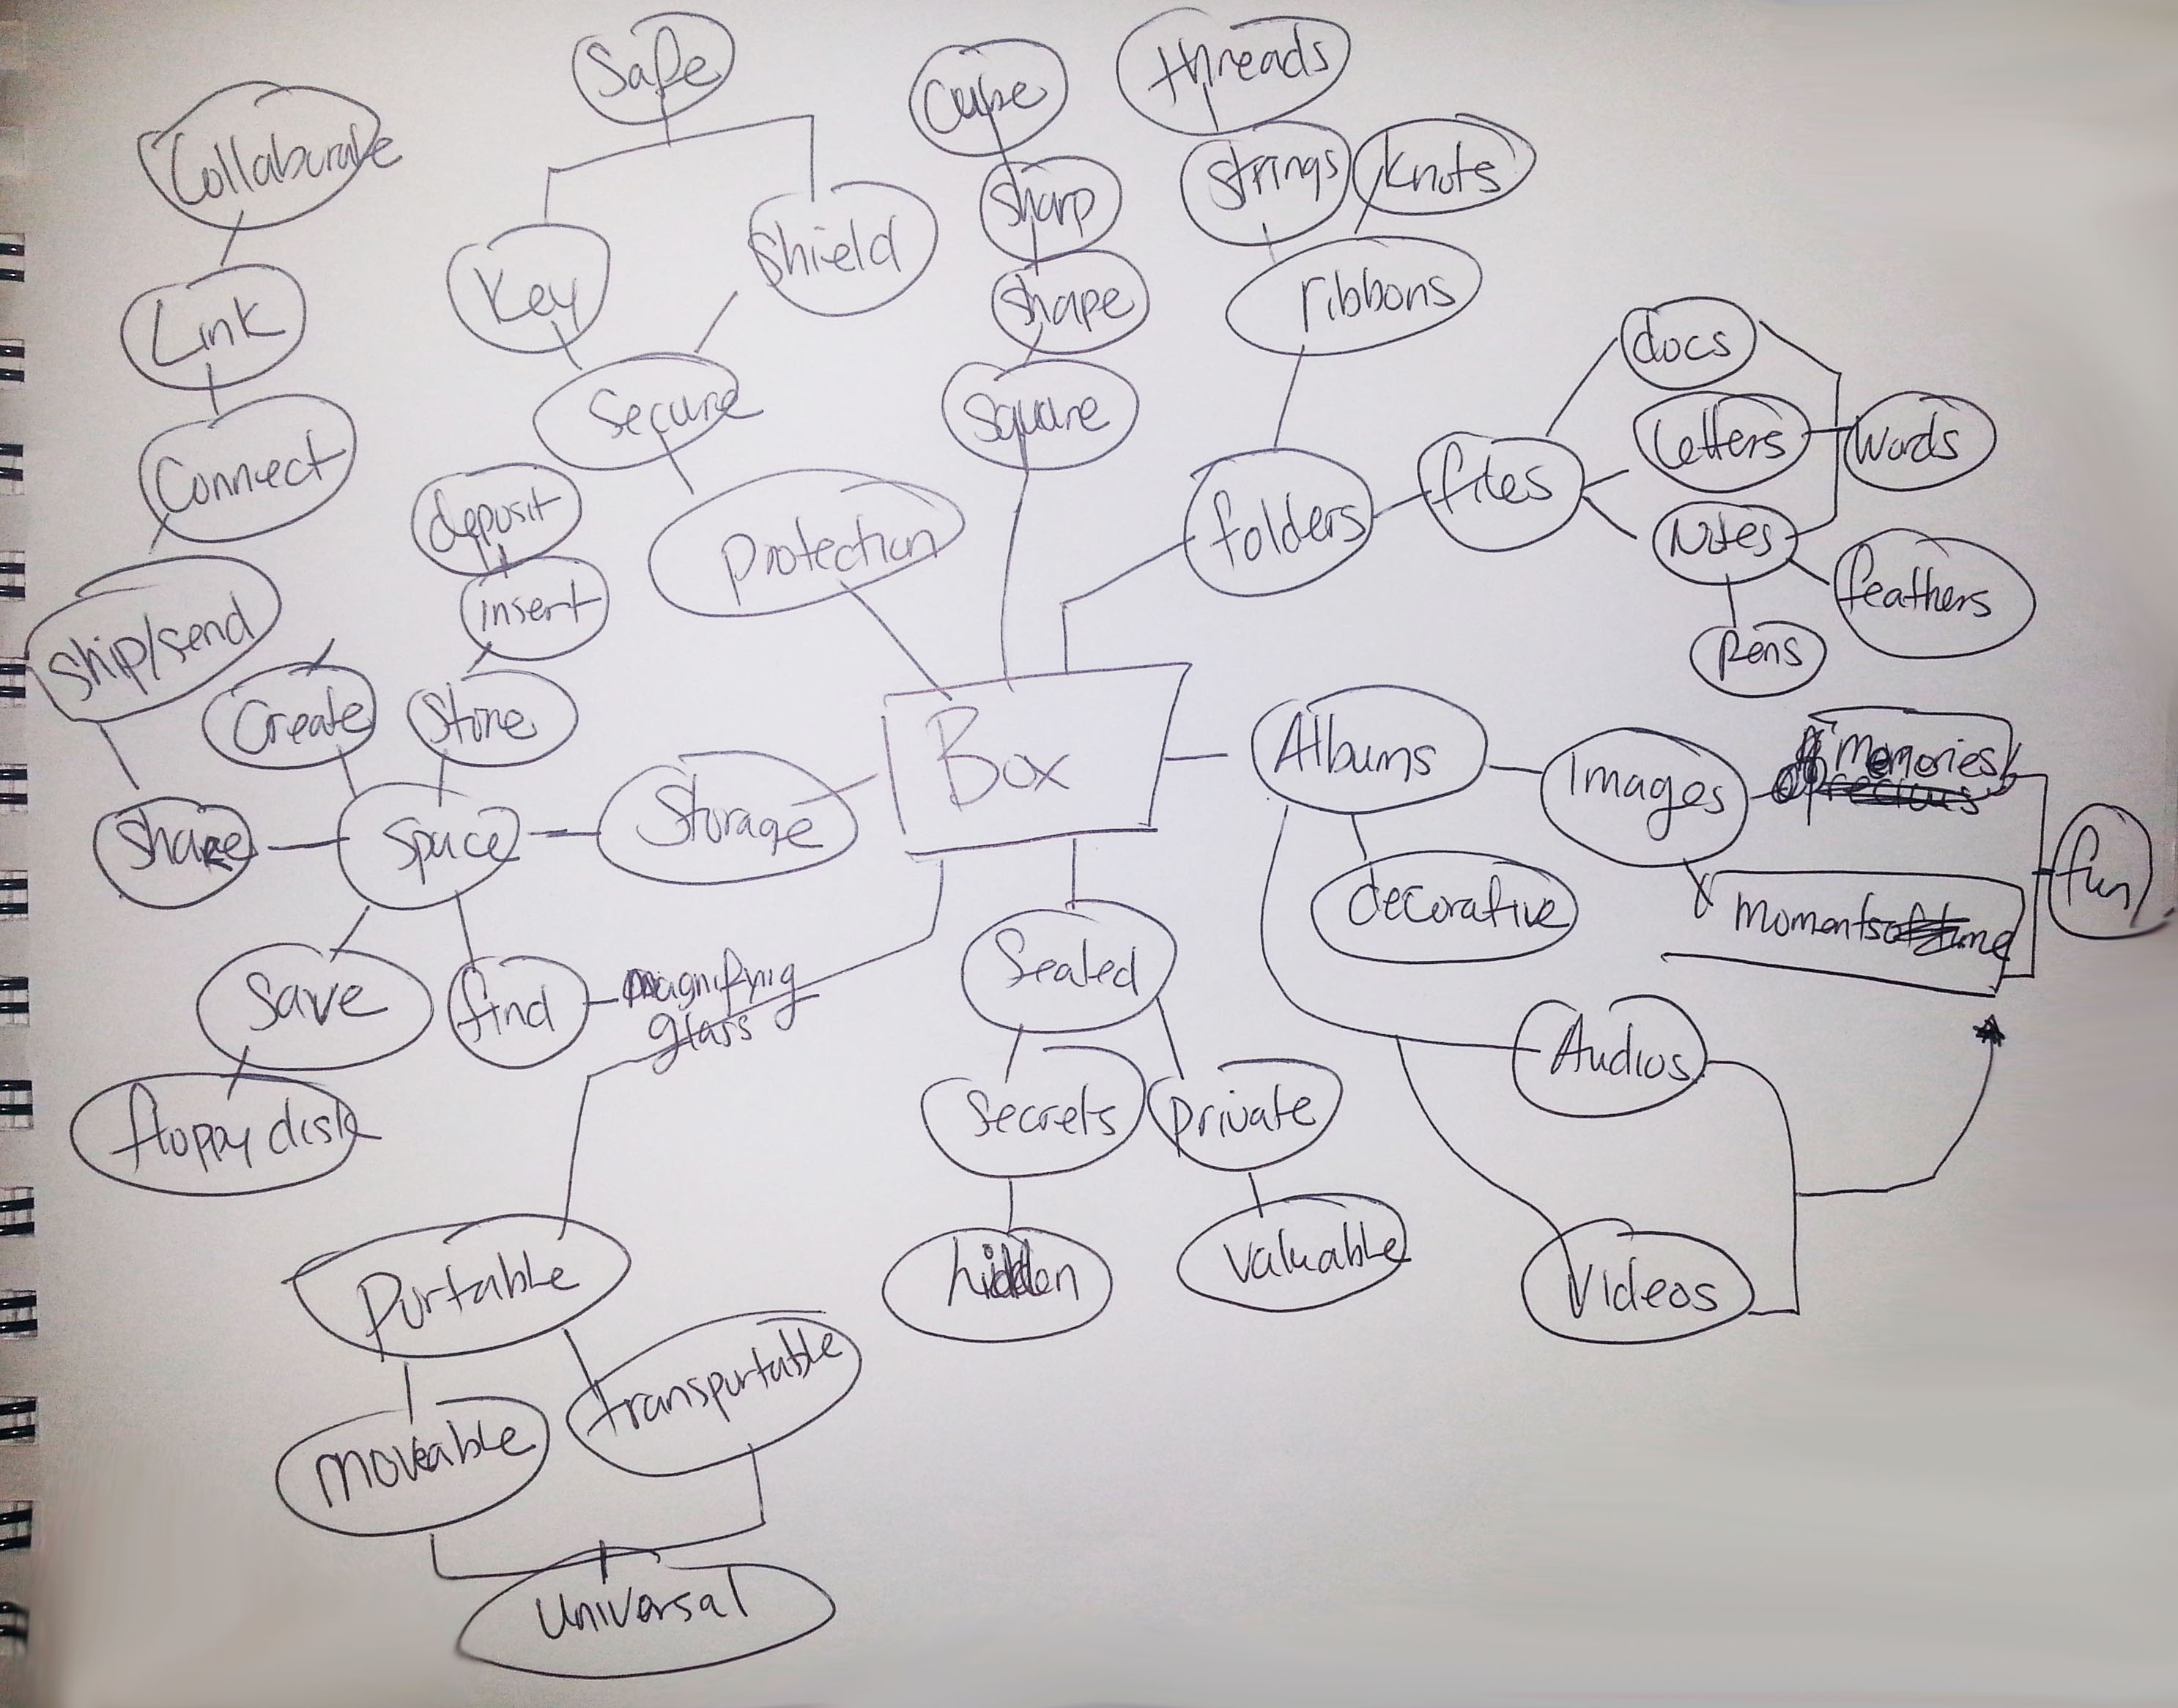 Safe
Cube
threads
Collaborate
Sharp
Strings
Knots
Key
Shield
Shape
ribbons
Link
docs
Secure
Square
Letters
Words
Connect
deposit
Protection
folders
files
Notes
insert
feathers
Ship/send
Pens
Create
Store
Box
Albums
Images
memories
precious
Share
Space
Storage
decorative
fun
moments of time
Save
find
magnifying
glass
Sealed
Audios
floppy disk
Secrets
Private
Portable
hidden
Valuable
Videos
transportable
Moveable
Universal